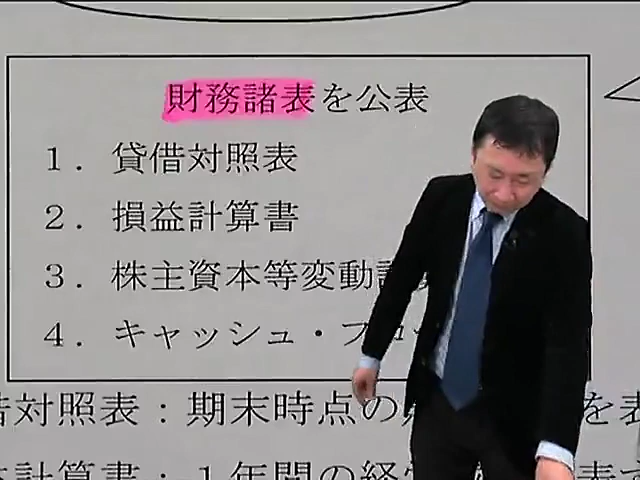 財務諸表を公表
1．貸借対照表
2．損益計算書
3．株主資本等変動計
4．キャッシュ・フロ
借対照表：期末時点の を表
計算書：1年間の経 表